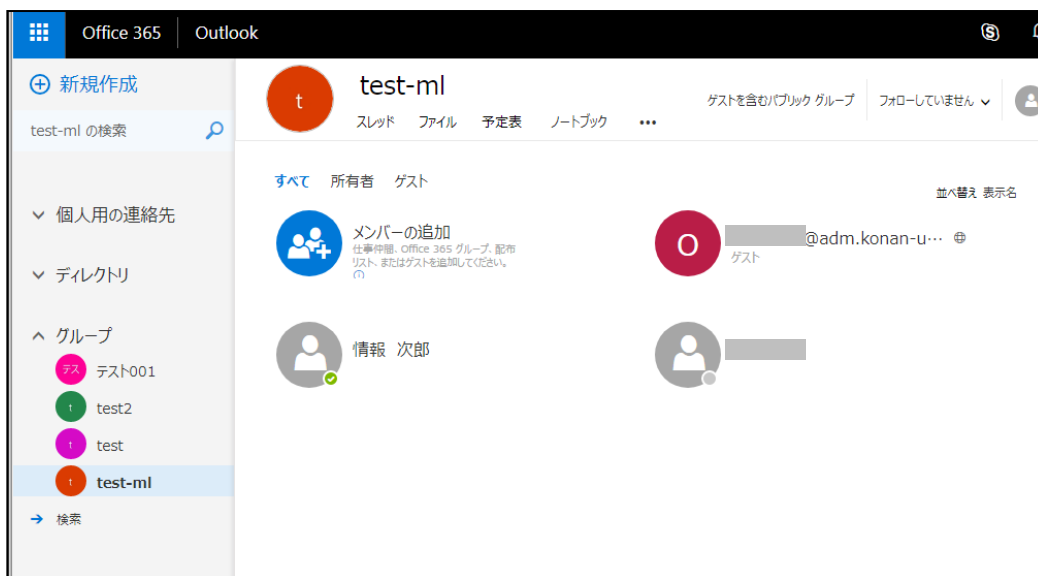 Office 365 Outlook
新規作成
test-ml の検索
個人用の連絡先
ディレクトリ
グループ
テス テスト001
t test2
t test
t test-ml
検索
t test-ml
スレッド ファイル 予定表 ノートブック •••
ゲストを含むパブリック グループ フォローしていません
すべて 所有者 ゲスト
並べ替え 表示名
メンバーの追加
仕事仲間、Office 365 グループ、配布
リスト、またはゲストを追加してください。
O @adm.konan-u…
ゲスト
情報 次郎